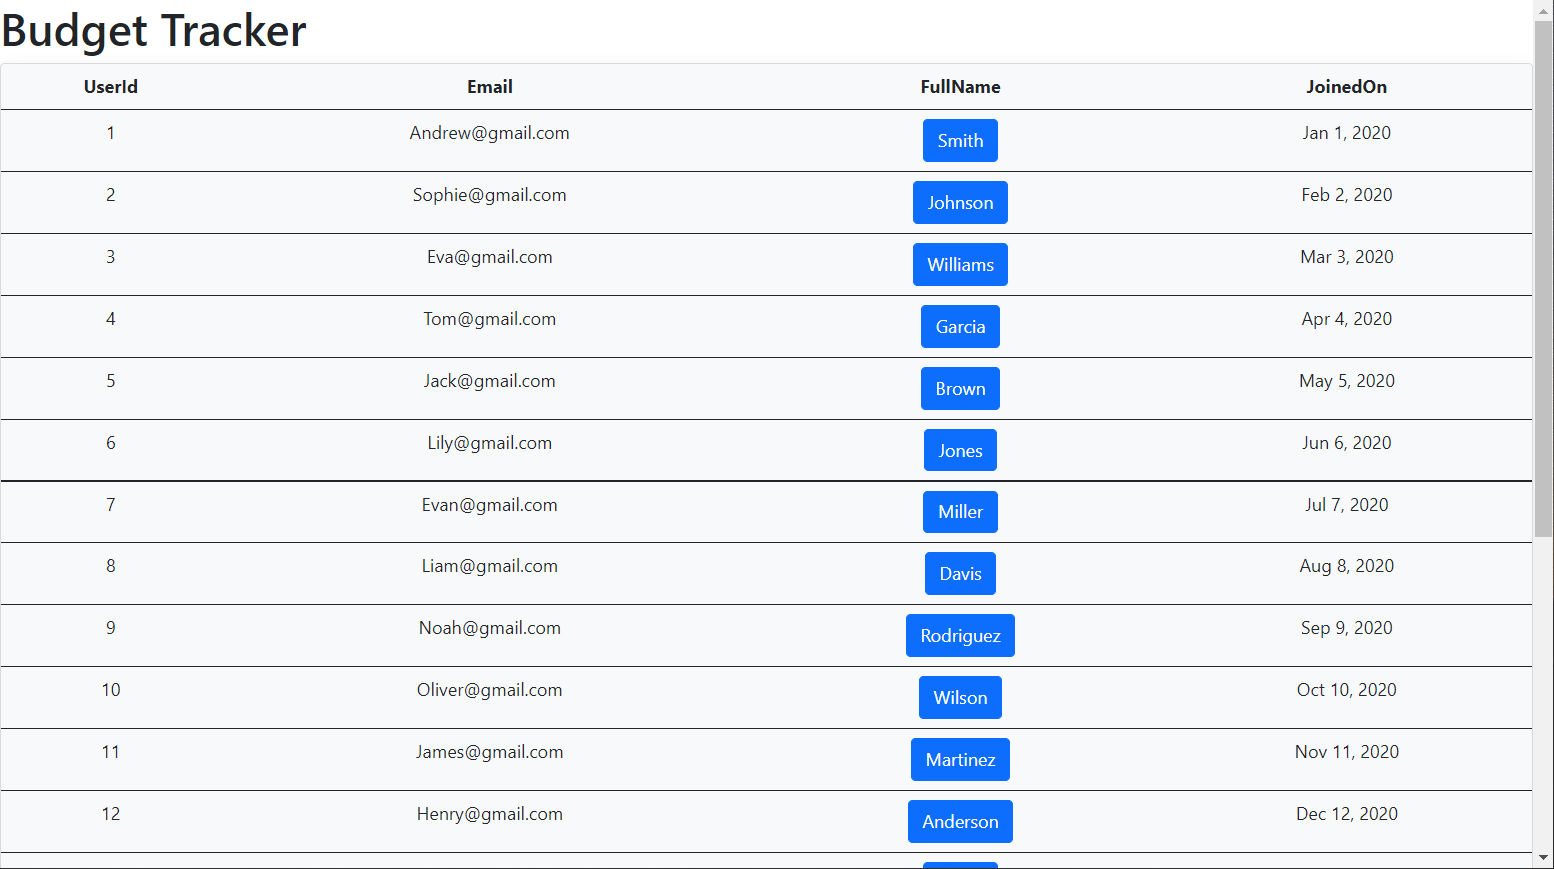 Budget Tracker
UserId Email FullName JoinedOn
1 Andrew@gmail.com Smith Jan 1, 2020
2 Sophie@gmail.com Johnson Feb 2, 2020
3 Eva@gmail.com Williams Mar 3, 2020
4 Tom@gmail.com Garcia Apr 4, 2020
5 Jack@gmail.com Brown May 5, 2020
6 Lily@gmail.com Jones Jun 6, 2020
7 Evan@gmail.com Miller Jul 7, 2020
8 Liam@gmail.com Davis Aug 8, 2020
9 Noah@gmail.com Rodriguez Sep 9, 2020
10 Oliver@gmail.com Wilson Oct 10, 2020
11 James@gmail.com Martinez Nov 11, 2020
12 Henry@gmail.com Anderson Dec 12, 2020